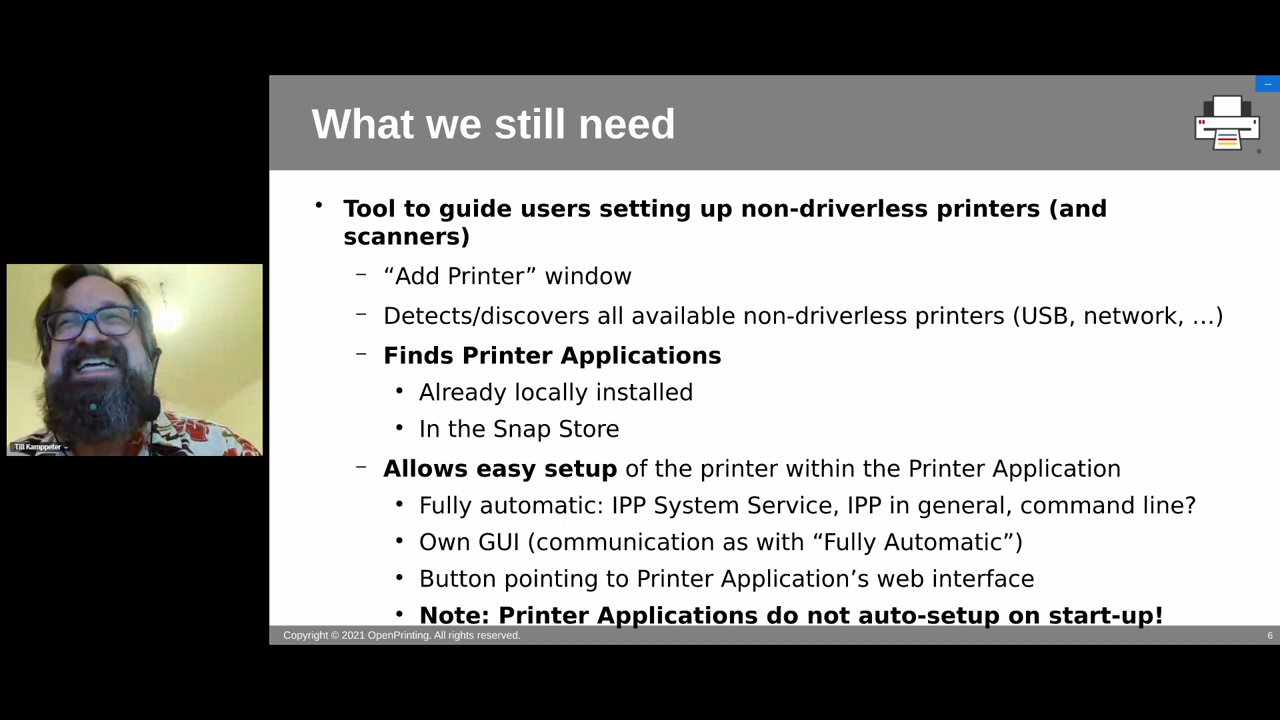 What we still need
• Tool to guide users setting up non-driverless printers (and
scanners)
– “Add Printer” window
– Detects/discovers all available non-driverless printers (USB, network, …)
– Finds Printer Applications
• Already locally installed
• In the Snap Store
– Allows easy setup of the printer within the Printer Application
• Fully automatic: IPP System Service, IPP in general, command line?
• Own GUI (communication as with “Fully Automatic”)
• Button pointing to Printer Application’s web interface
• Note: Printer Applications do not auto-setup on start-up!
Copyright © 2021 OpenPrinting. All rights reserved.
6
Till Kamppeter